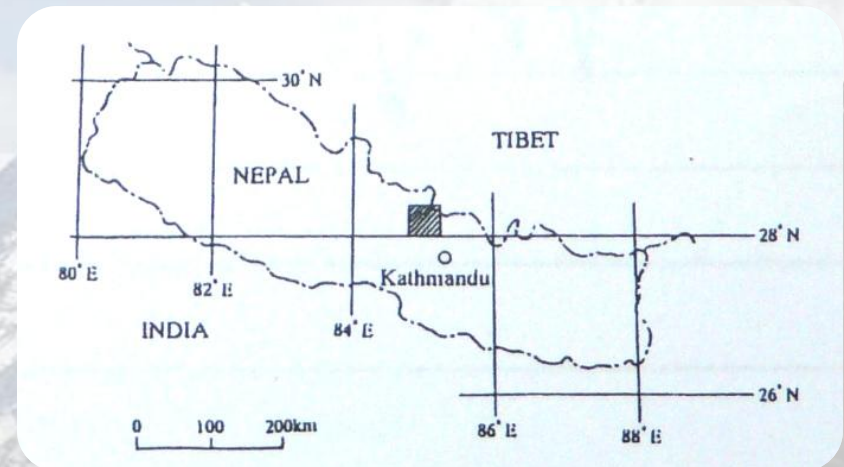 30° N
TIBET
NEPAL
28° N
80° E
Kathmandu
82° E
INDIA
84° E
26° N
0 100 200km
86° E
88° E